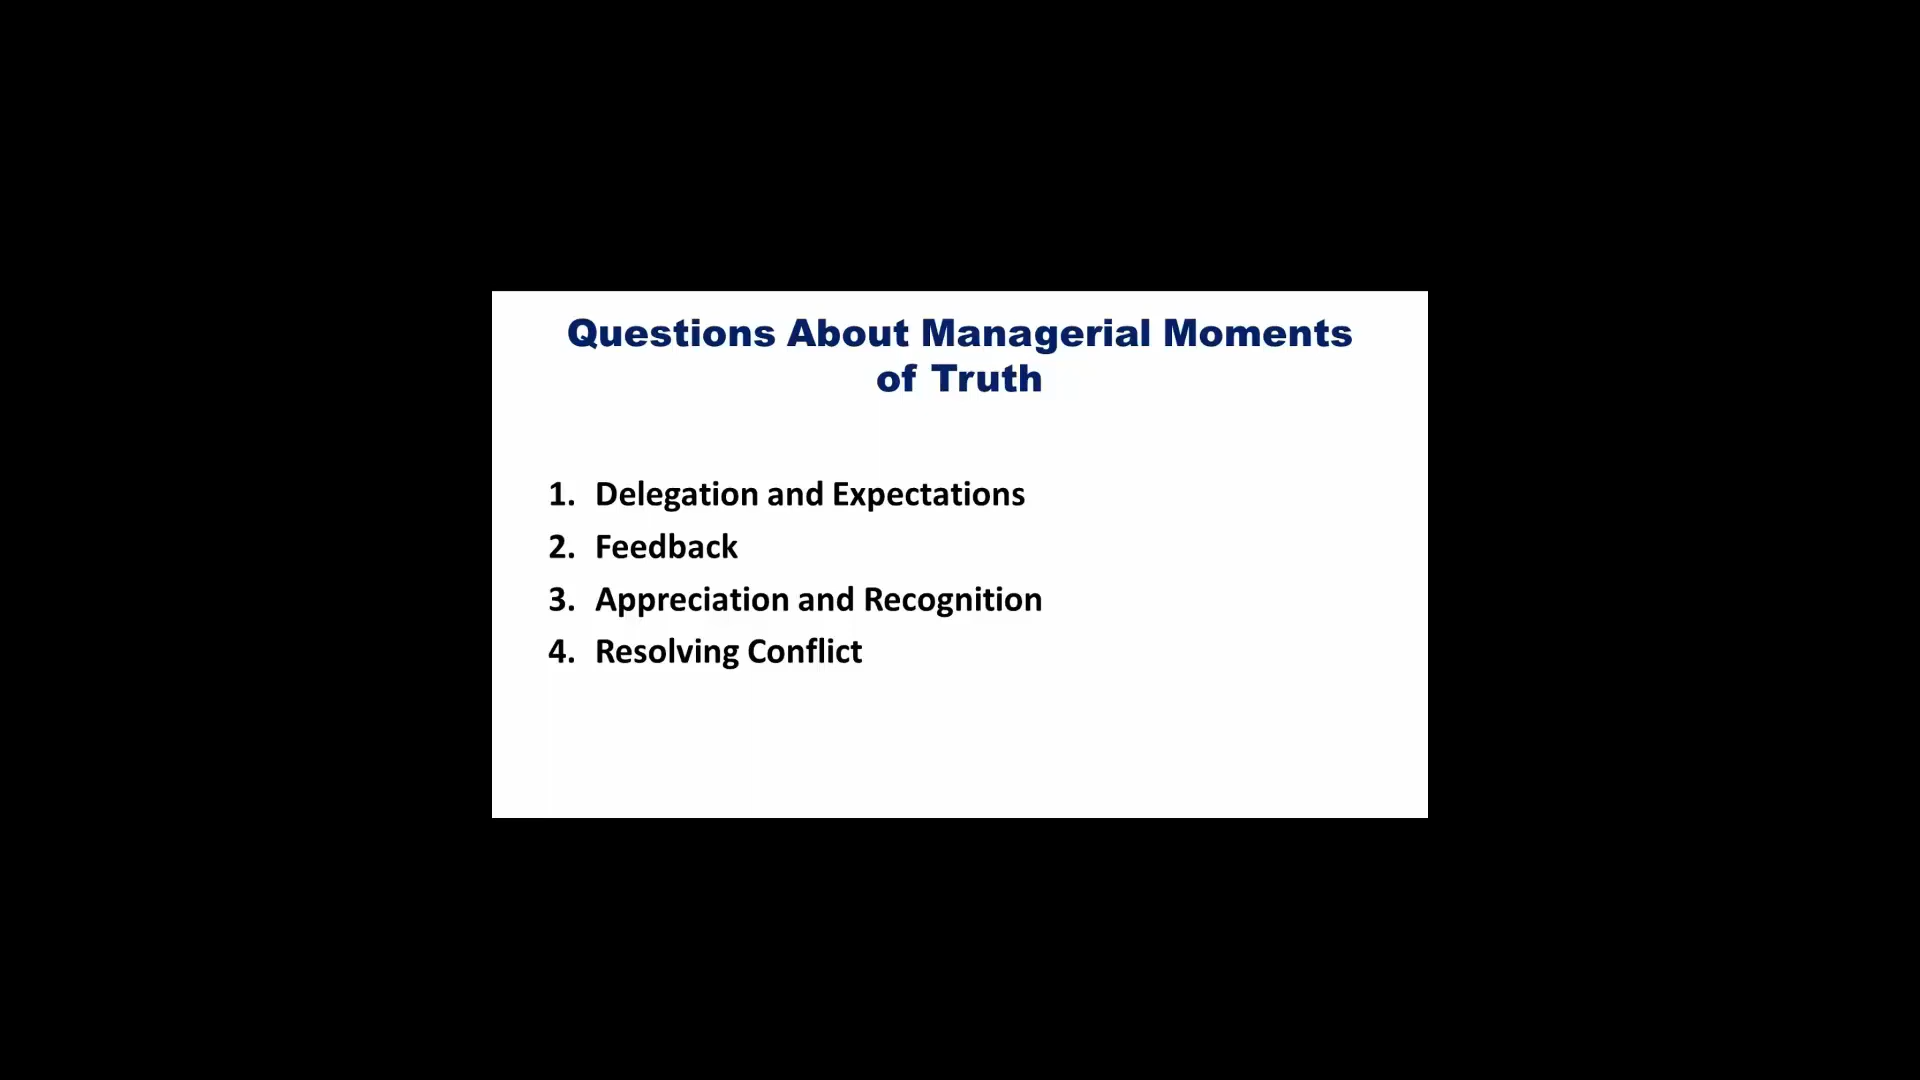 Questions About Managerial Moments
of Truth
1. Delegation and Expectations
2. Feedback
3. Appreciation and Recognition
4. Resolving Conflict